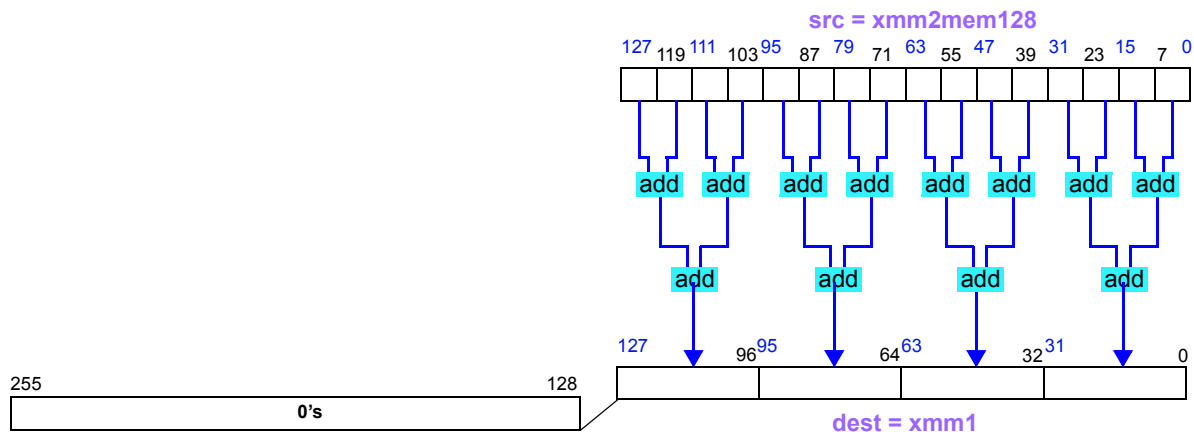 src = xmm2mem128
127 119 111 103 95 87 79 71 63 55 47 39 31 23 15 7 0
add add add add add add add add
add add add add
127 96 95 64 63 32 31 0
255 128
0's
dest = xmm1